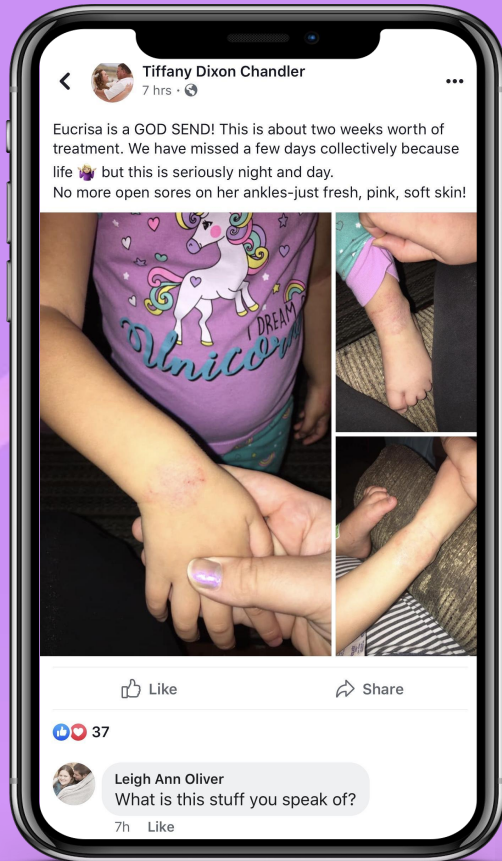 Tiffany Dixon Chandler
7 hrs ·
Eucrisa is a GOD SEND! This is about two weeks worth of
treatment. We have missed a few days collectively because
life 🤷‍♀️ but this is seriously night and day.
No more open sores on her ankles-just fresh, pink, soft skin!
I DREAM
Unicorn
Like
Share
37
Leigh Ann Oliver
What is this stuff you speak of?
7h Like